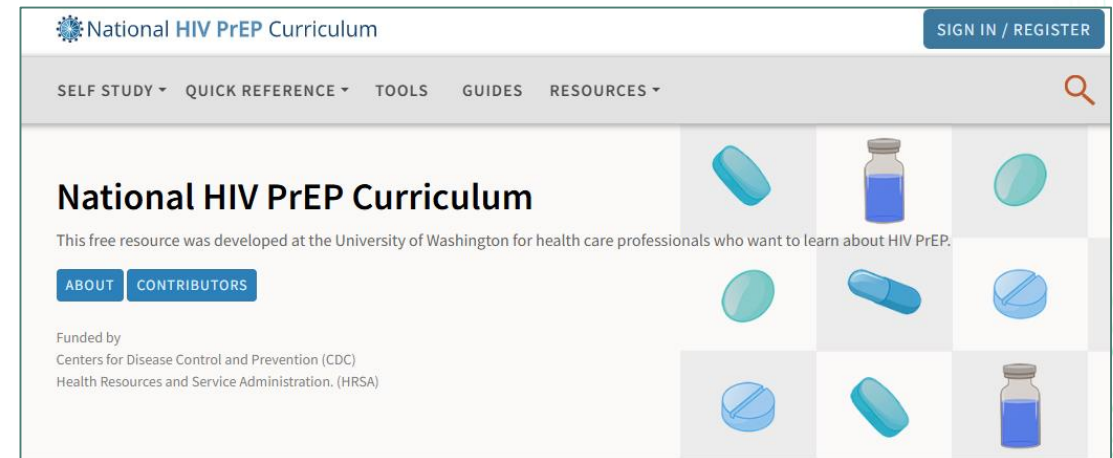 National HIV PrEP Curriculum
SIGN IN / REGISTER
SELF STUDY QUICK REFERENCE TOOLS GUIDES RESOURCES
National HIV PrEP Curriculum
This free resource was developed at the University of Washington for health care professionals who want to learn about HIV PrEP.
ABOUT CONTRIBUTORS
Funded by
Centers for Disease Control and Prevention (CDC)
Health Resources and Service Administration. (HRSA)